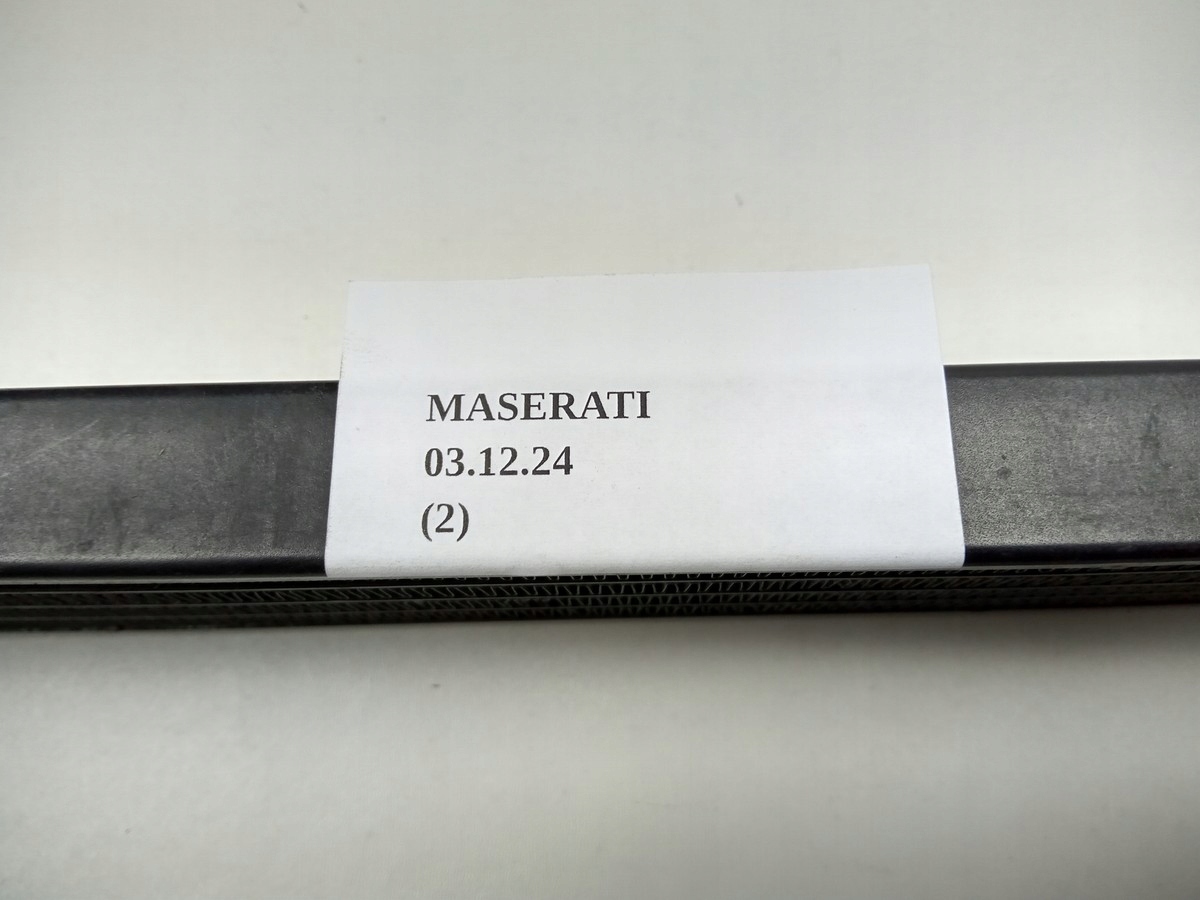 MASERATI
03.12.24
(2)